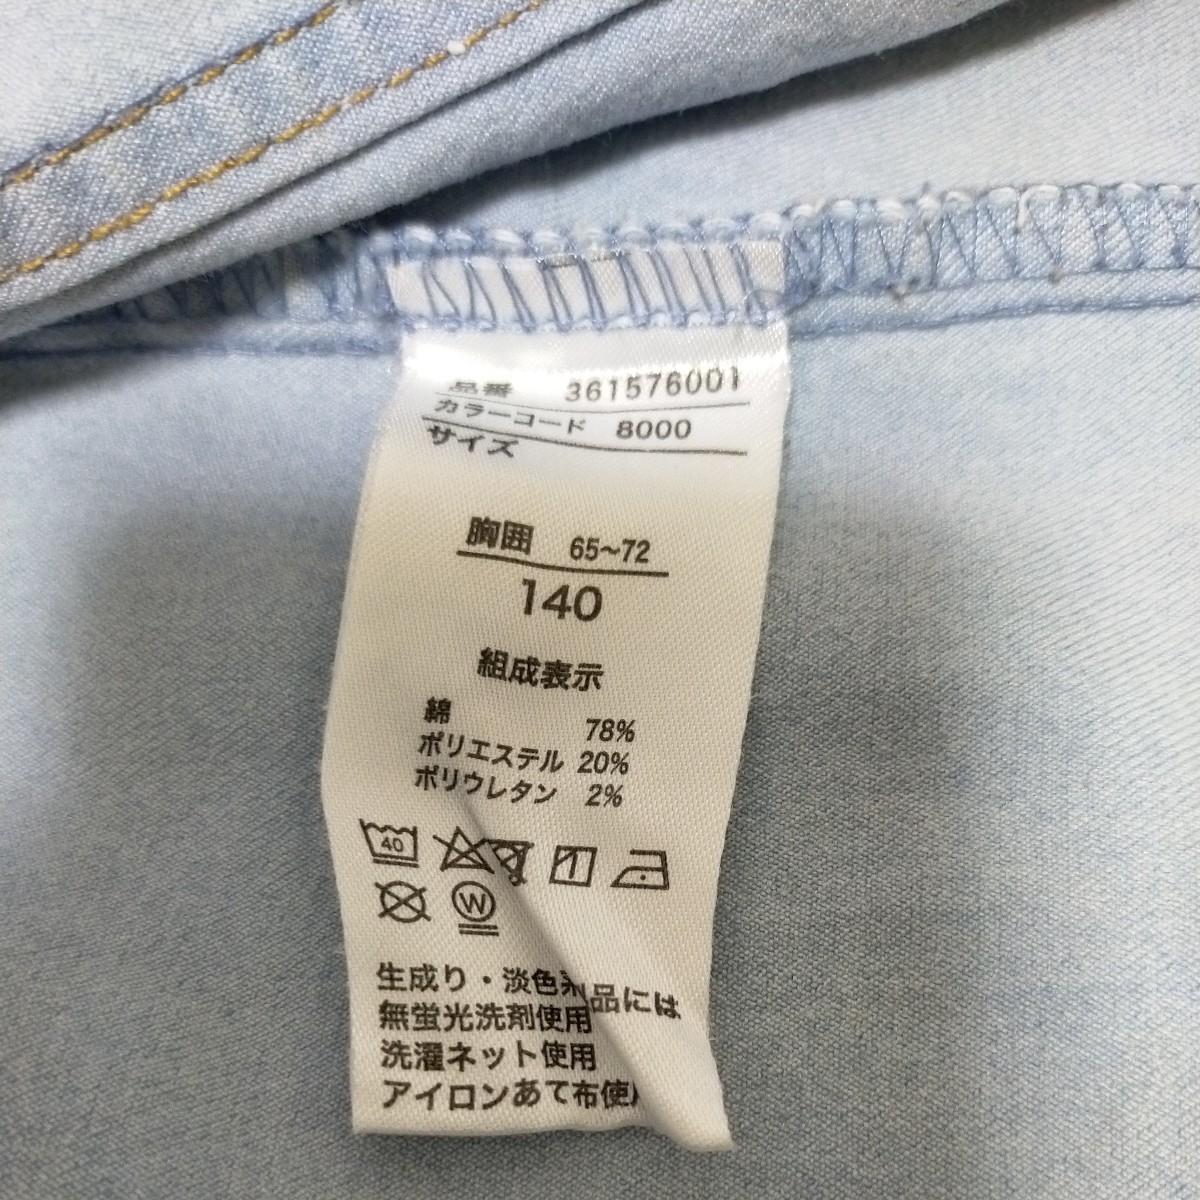 品番 361576001
カラーコード 8000
サイズ
胸囲 65~72
140
組成表示
綿 78%
ポリエステル 20%
ポリウレタン 2%
40
W
生成り・淡色 品には
無蛍光洗剤使用
洗濯ネット使用
アイロンあて布使